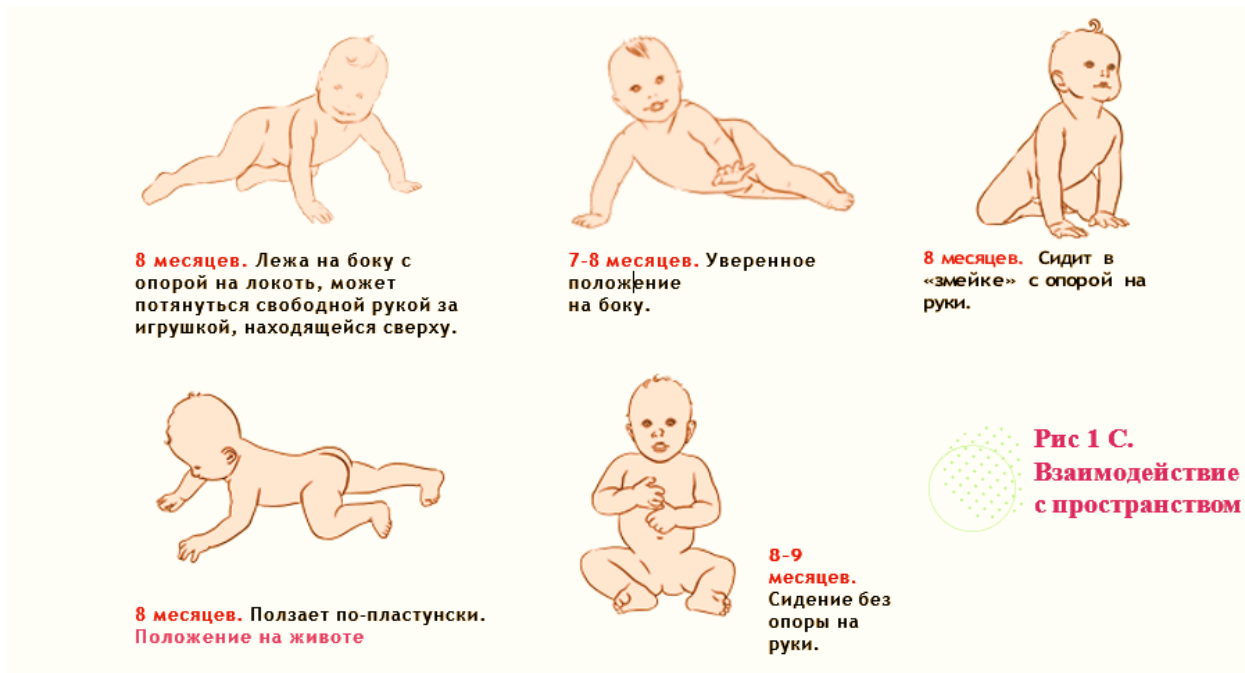 8 месяцев. Лежа на боку с
опорой на локоть, может
потянуться свободной рукой за
игрушкой, находящейся сверху.
7-8 месяцев. Уверенное
положение
на боку.
8 месяцев. Сидит в
«змейке» с опорой на
руки.
8 месяцев. Ползает по-пластунски.
Положение на животе
8-9
месяцев.
Сидение без
опоры на
руки.
Рис 1 С.
Взаимодействие
с пространством